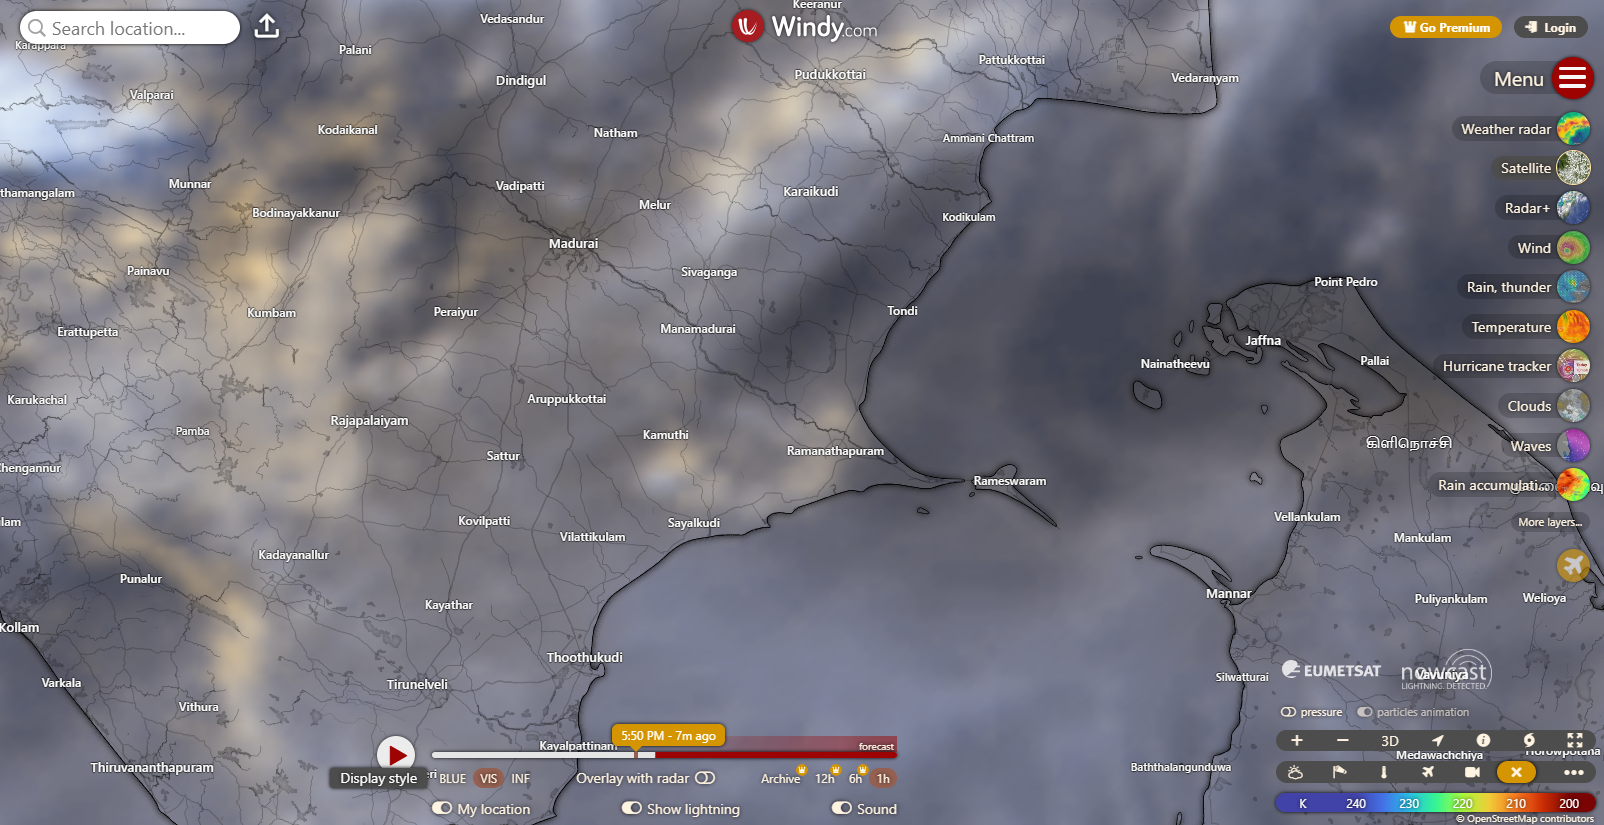 Search location...
Windy.com
Go Premium
Login
Menu
Weather radar
Satellite
Radar+
Wind
Rain, thunder
Temperature
Hurricane tracker
Clouds
Waves
More layers...
Keeranur
Vedasandur
Karappara
Palani
Pattukkottai
Vedaranyam
Pudukkottai
Dindigul
Valparai
Kodaikanal
Natham
Ammani Chattram
Munnar
Vadipatti
Karaikudi
thamangalam
Melur
Bodinayakkanur
Kodikulam
Madurai
Painavu
Sivaganga
Point Pedro
Kumbam
Peraiyur
Tondi
Erattupetta
Manamadurai
Jaffna
Nainatheevu
Pallai
Karukachal
Aruppukkottai
Rajapalaiyam
Pamba
Kamuthi
கிளிநொச்சி
Sattur
Ramanathapuram
hengannur
Rameswaram
Rain accumulati
lam
Kovilpatti
Sayalkudi
Vellankulam
Vilattikulam
Mankulam
Kadayanallur
Punalur
Mannar
Puliyankulam
Welioya
Kayathar
Kollam
Thoothukudi
Varkala
Tirunelveli
Silwatturai
EUMETSAT
nowcast
LIGHTNING DETECTED
Vavuniya
Vithura
pressure
particles animation
5:50 PM - 7m ago
forecast
Kayalpattinam
3D
Medawachchiya
Horowpotana
Thiruvananthapuram
Baththalangunduwa
Display style
eri
BLUE
VIS
INF
Overlay with radar
Archive
12h
6h
1h
My location
Show lightning
Sound
K 240 230 220 210 200
© OpenStreetMap contributors